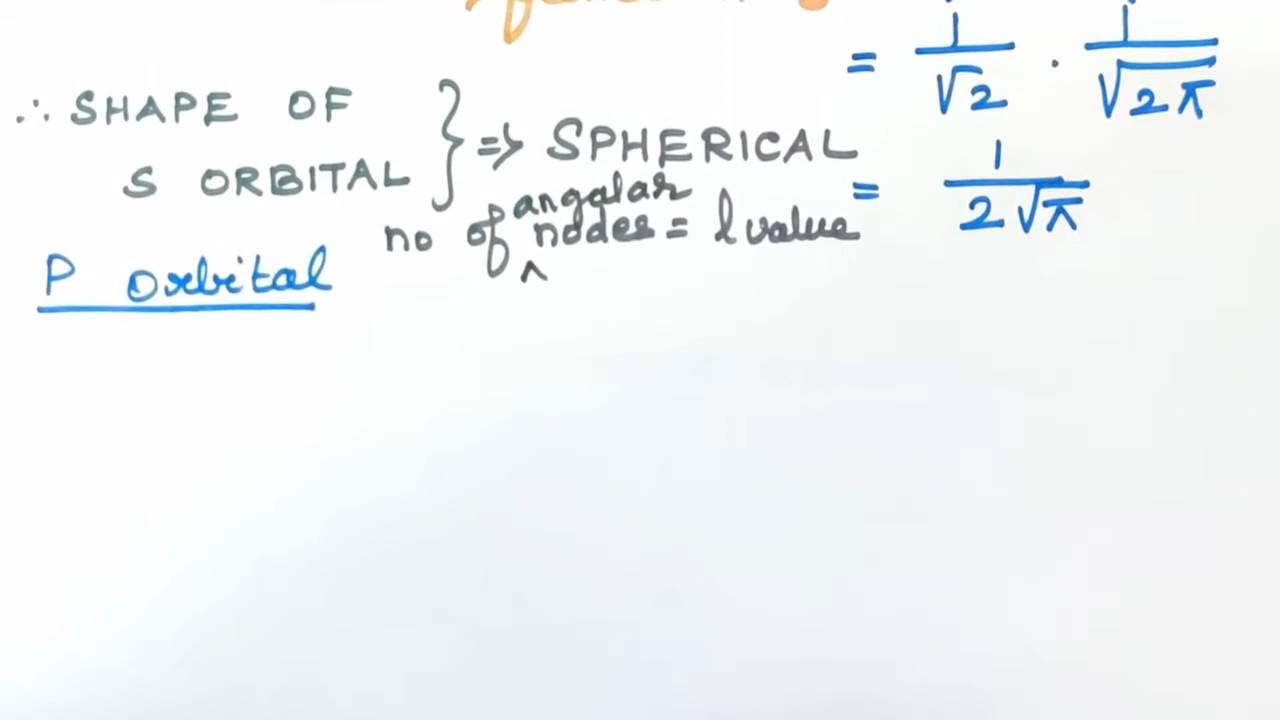 = 1/√2 · 1/√2π
∴ SHAPE OF
S ORBITAL } => SPHERICAL
= 1/2√π
no of angular nodes = l value
^
P Orbital